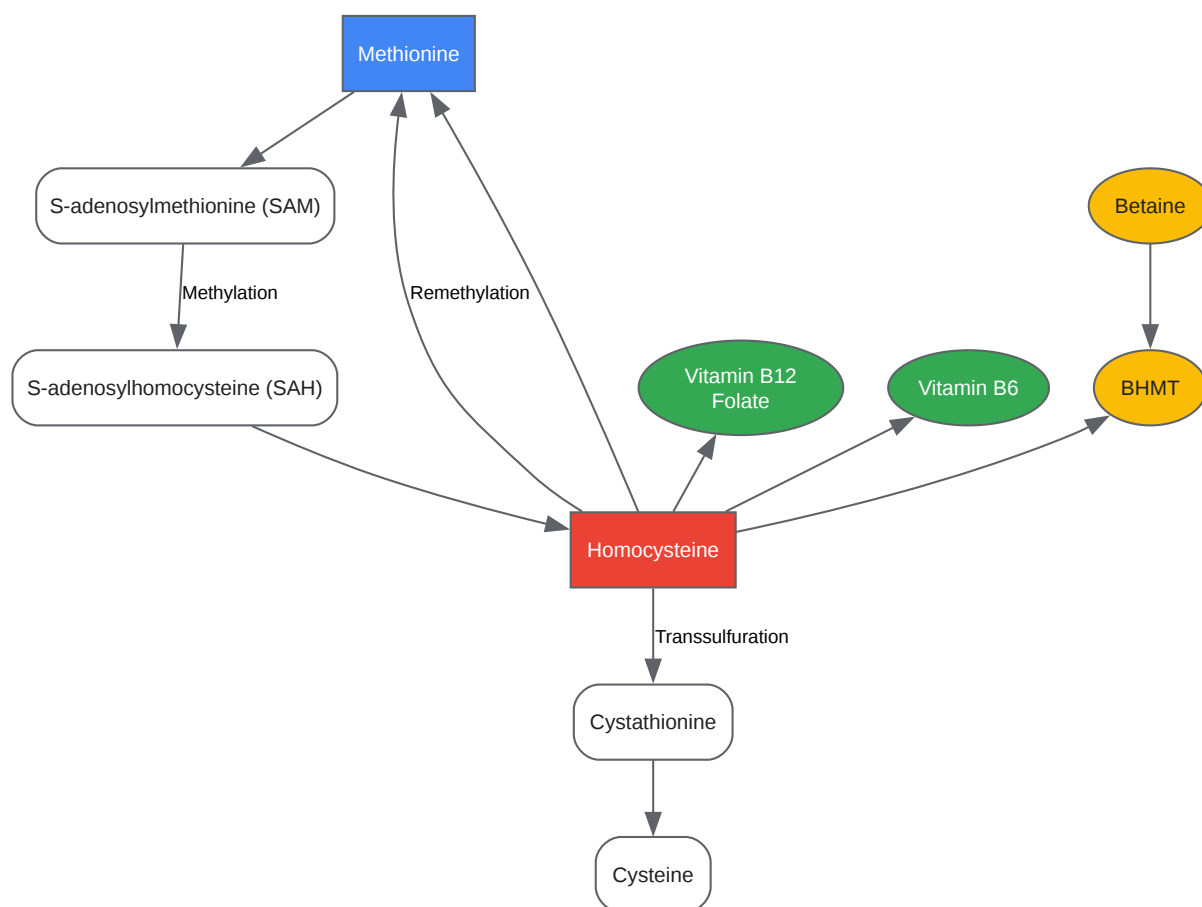 Methionine
S-adenosylmethionine (SAM)
Betaine
Methylation
Remethylation
S-adenosylhomocysteine (SAH)
Vitamin B12
Folate
Vitamin B6
BHMT
Homocysteine
Transsulfuration
Cystathionine
Cysteine